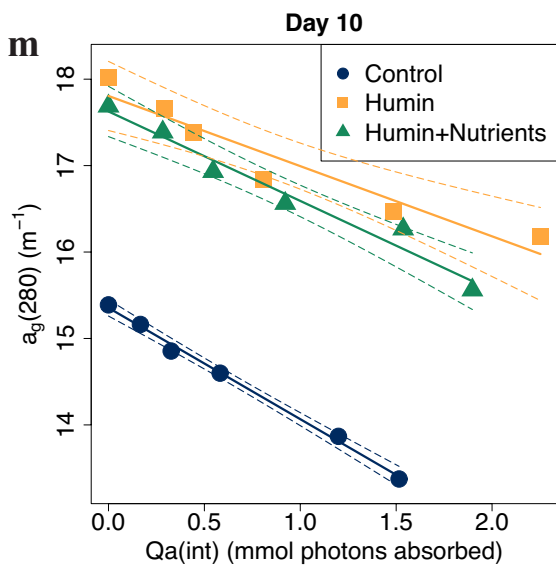 Day 10
m
Control
Humin
Humin+Nutrients
18
17
16
15
14
a_g(280) (m⁻¹)
0.0 0.5 1.0 1.5 2.0
Qa(int) (mmol photons absorbed)